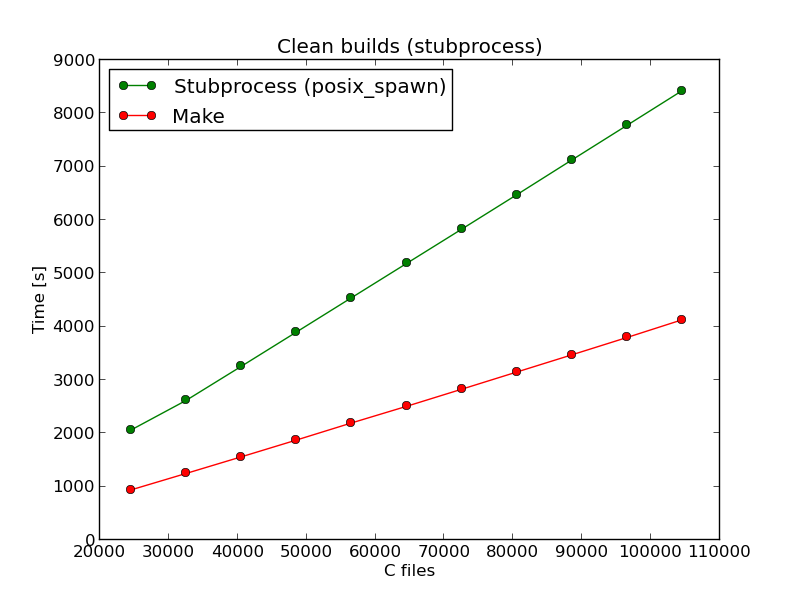 Clean builds (stubprocess)
9000
8000
7000
6000
5000
4000
3000
2000
1000
0
Time [s]
Stubprocess (posix_spawn)
Make
20000 30000 40000 50000 60000 70000 80000 90000 100000 110000
C files